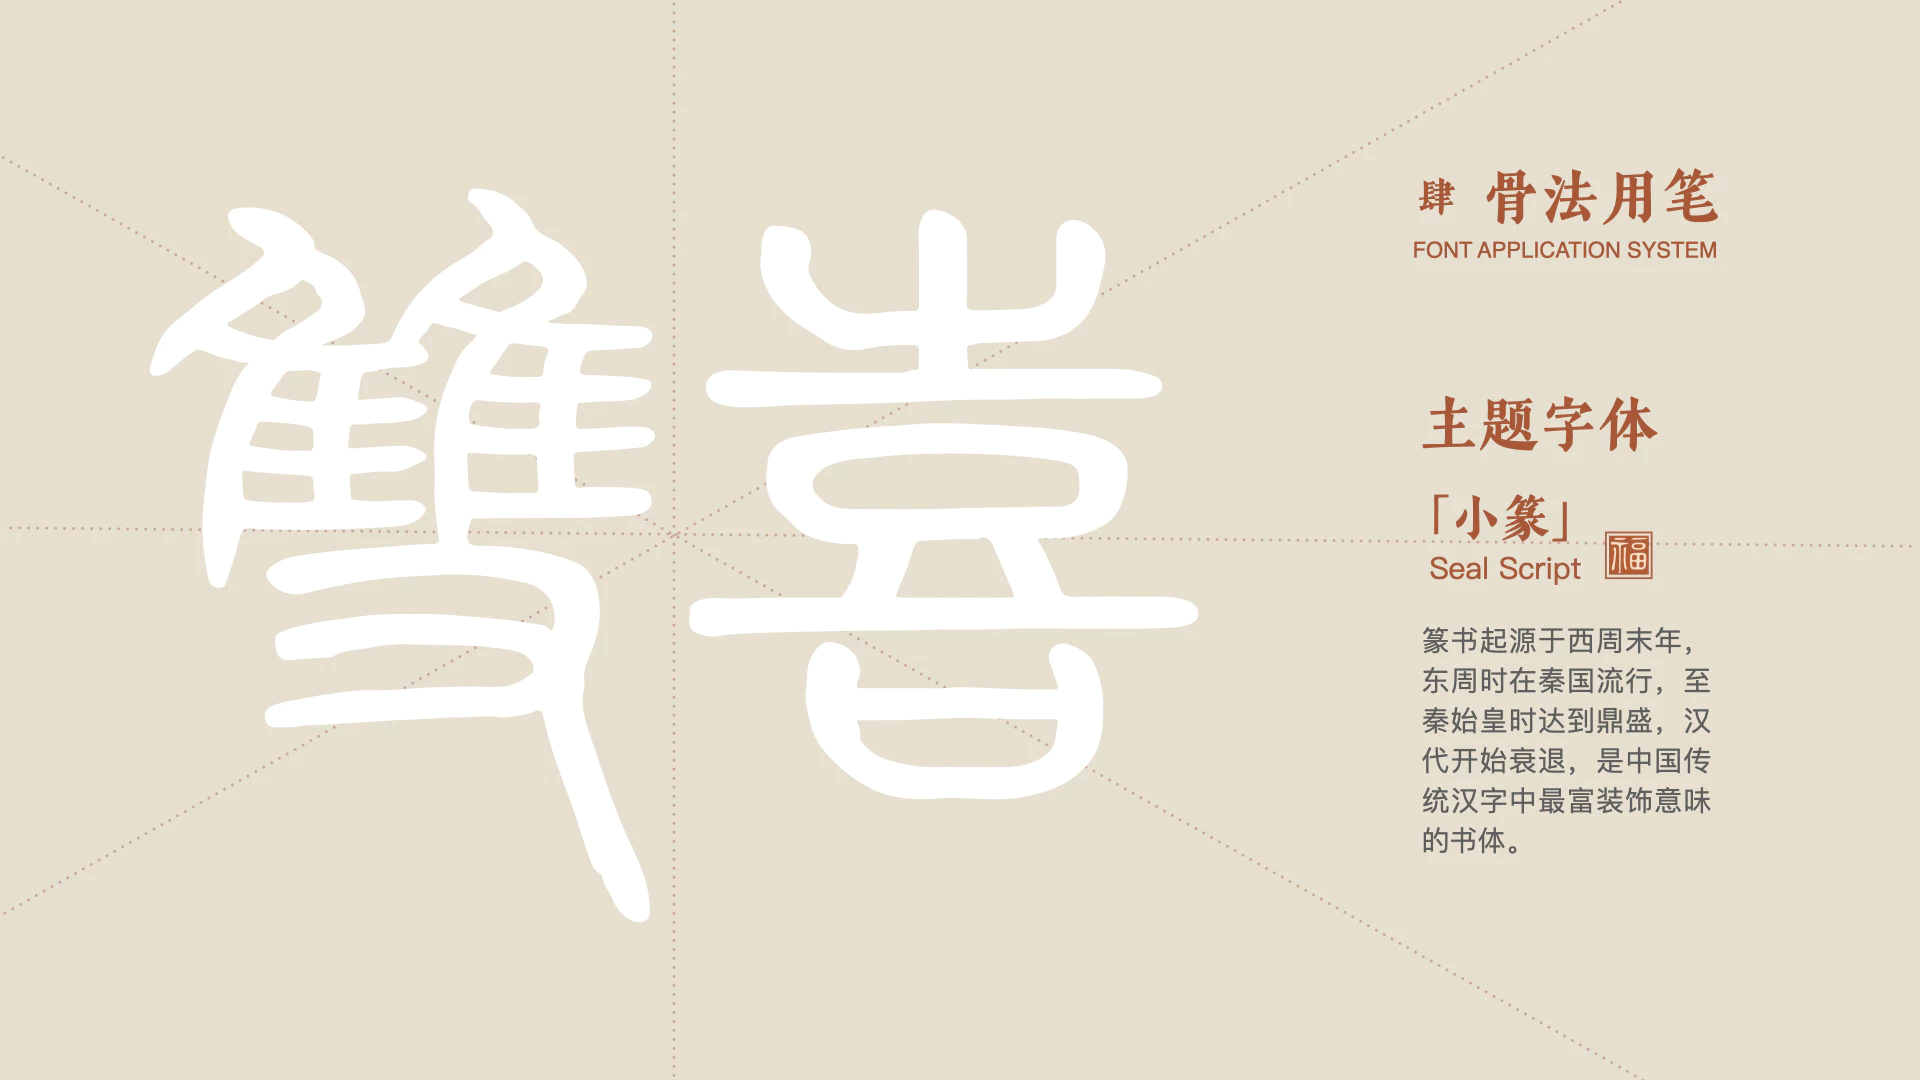 雙喜
肆 骨法用笔
FONT APPLICATION SYSTEM
主题字体
「小篆」
Seal Script
福
篆书起源于西周末年，
东周时在秦国流行，至
秦始皇时达到鼎盛，汉
代开始衰退，是中国传
统汉字中最富装饰意味
的书体。